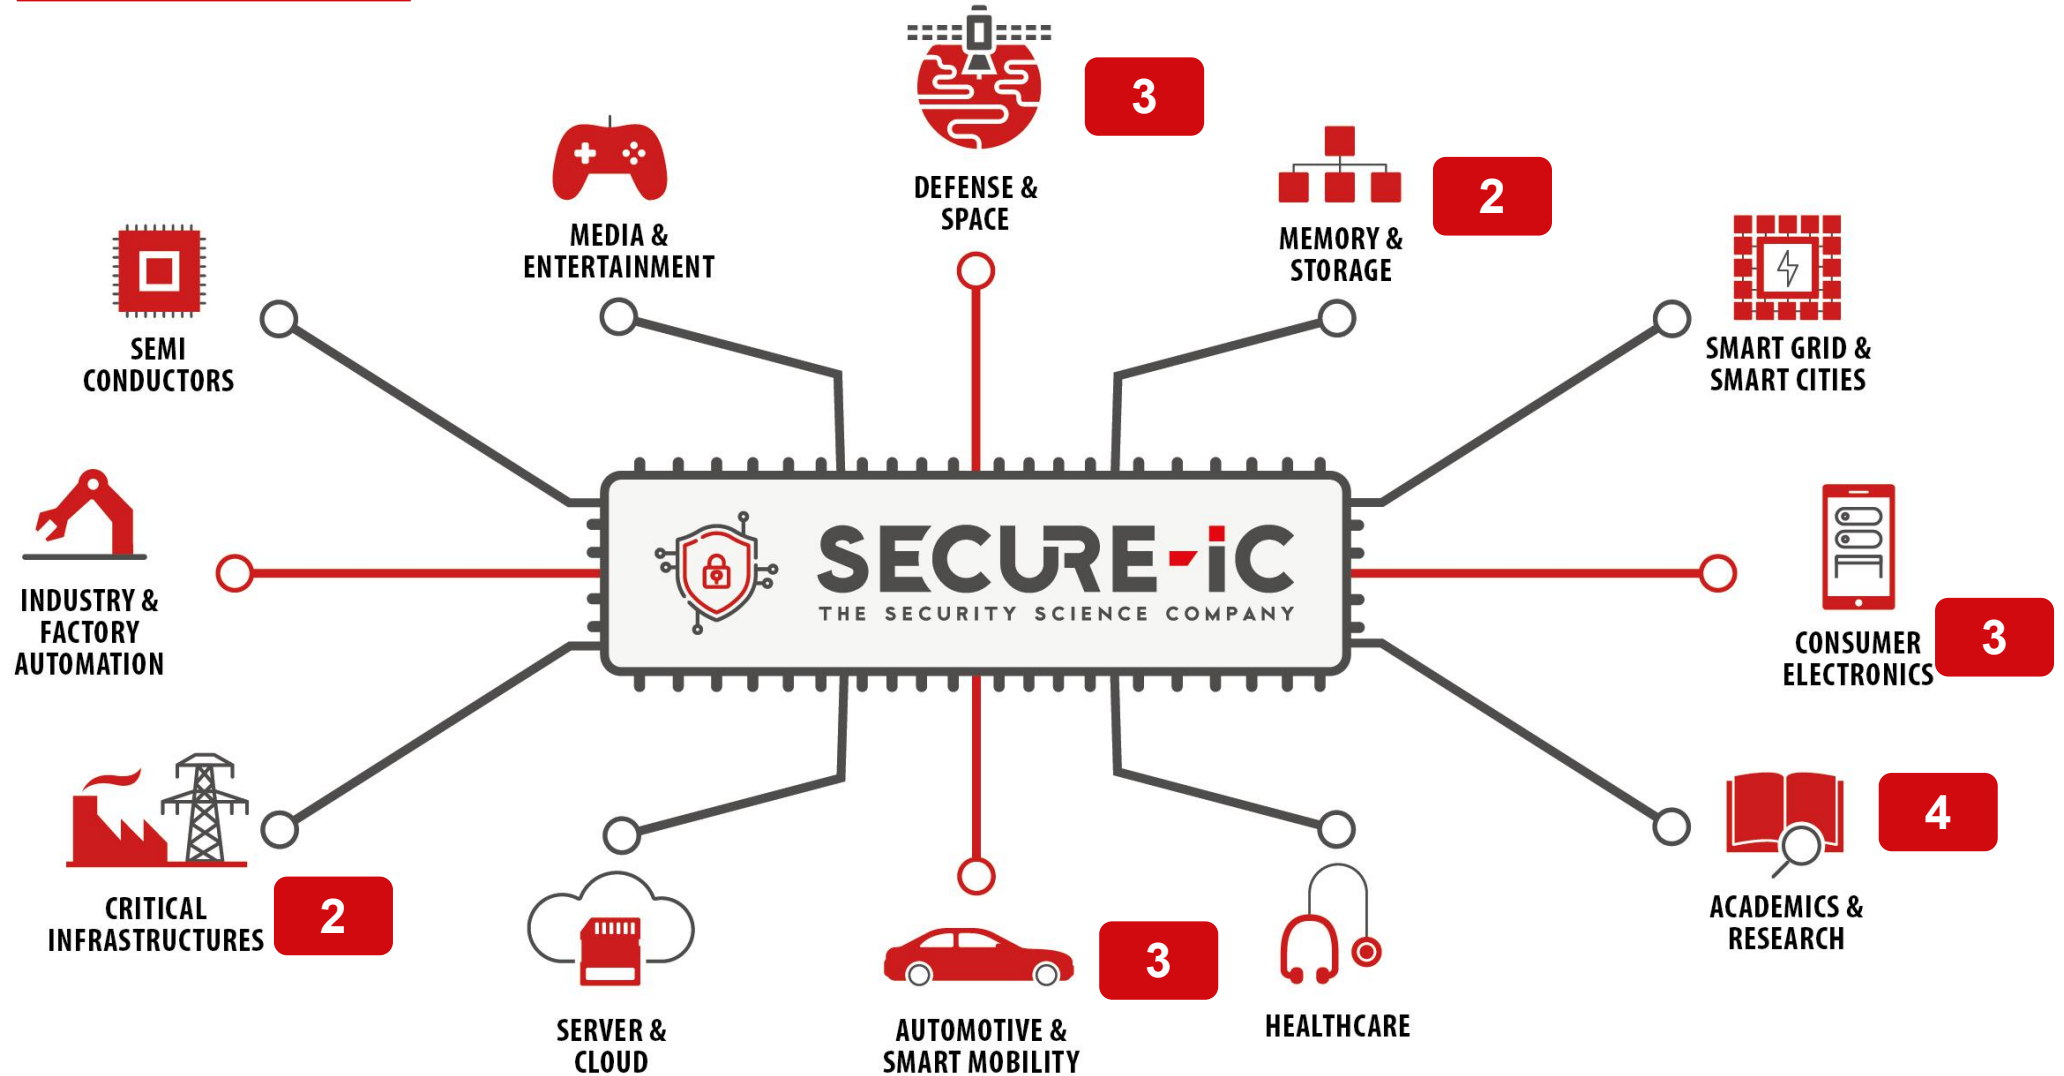 3
DEFENSE &
SPACE
2
MEDIA &
ENTERTAINMENT
MEMORY &
STORAGE
SEMI
CONDUCTORS
SMART GRID &
SMART CITIES
SECURE-iC
THE SECURITY SCIENCE COMPANY
INDUSTRY &
FACTORY
AUTOMATION
CONSUMER
ELECTRONICS
3
CRITICAL
INFRASTRUCTURES
2
4
ACADEMICS &
RESEARCH
SERVER &
CLOUD
3
AUTOMOTIVE &
SMART MOBILITY
HEALTHCARE